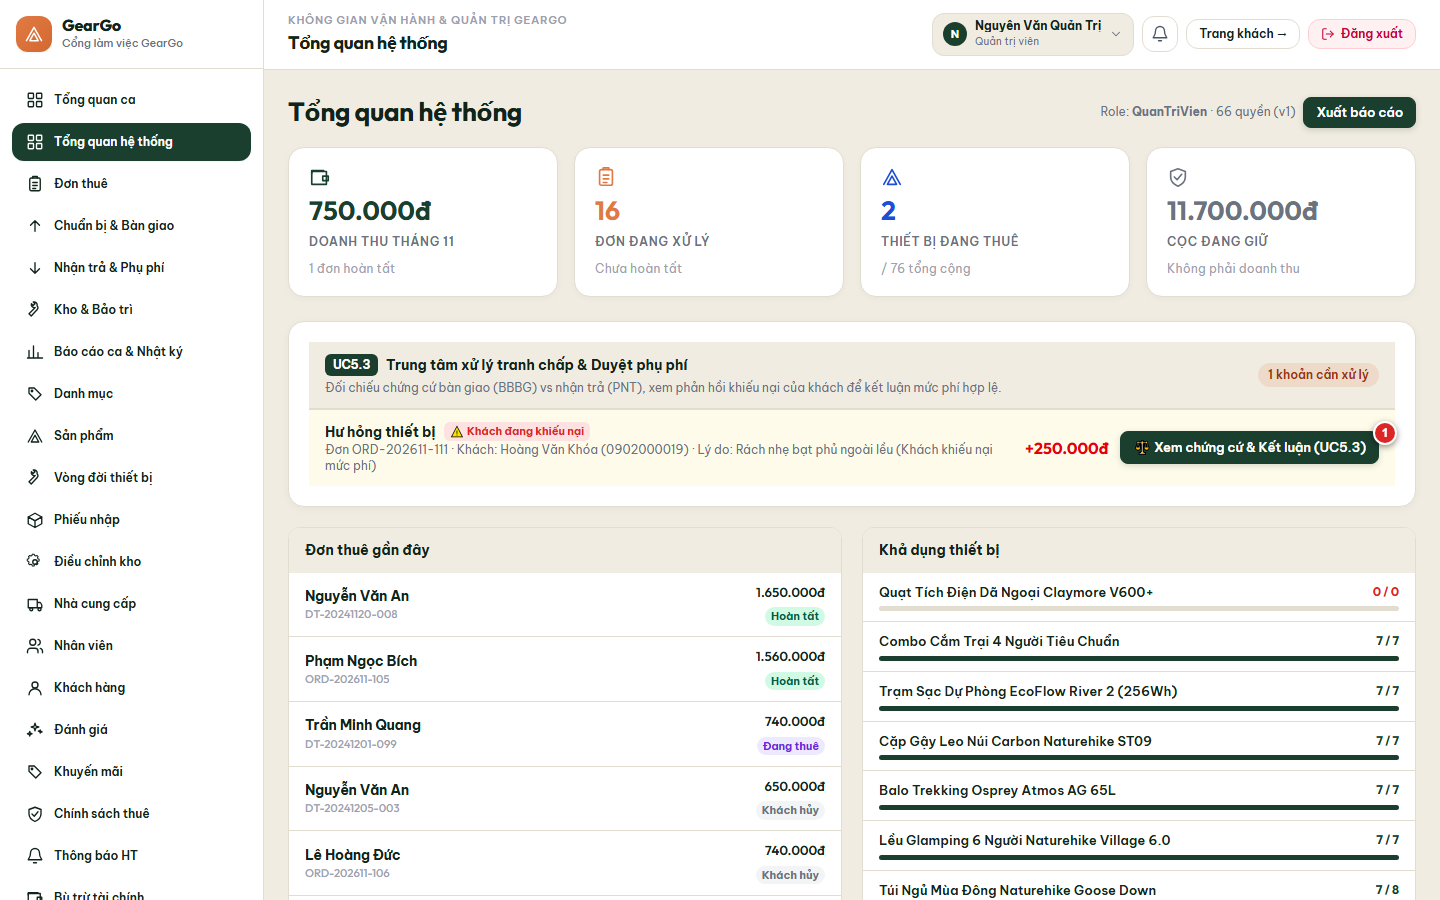 GearGo
Cổng làm việc GearGo
KHÔNG GIAN VẬN HÀNH & QUẢN TRỊ GEARGO
Tổng quan hệ thống
N
Nguyễn Văn Quản Trị
Quản trị viên
Trang khách →
Đăng xuất
Tổng quan ca
Tổng quan hệ thống
Đơn thuê
Chuẩn bị & Bàn giao
Nhận trả & Phụ phí
Kho & Bảo trì
Báo cáo ca & Nhật ký
Danh mục
Sản phẩm
Vòng đời thiết bị
Phiếu nhập
Điều chỉnh kho
Nhà cung cấp
Nhân viên
Khách hàng
Đánh giá
Khuyến mãi
Chính sách thuê
Thông báo HT
Bù trừ tài chính
Tổng quan hệ thống
Role: QuanTriVien · 66 quyền (v1)
Xuất báo cáo
750.000đ
DOANH THU THÁNG 11
1 đơn hoàn tất
16
ĐƠN ĐANG XỬ LÝ
Chưa hoàn tất
2
THIẾT BỊ ĐANG THUÊ
/ 76 tổng cộng
11.700.000đ
CỌC ĐANG GIỮ
Không phải doanh thu
UC5.3 Trung tâm xử lý tranh chấp & Duyệt phụ phí
Đối chiếu chứng cứ bàn giao (BBBG) vs nhận trả (PNT), xem phản hồi khiếu nại của khách để kết luận mức phí hợp lệ.
1 khoản cần xử lý
Hư hỏng thiết bị Khách đang khiếu nại
Đơn ORD-202611-111 · Khách: Hoàng Văn Khóa (0902000019) · Lý do: Rách nhẹ bạt phủ ngoài lều (Khách khiếu nại
mức phí)
+250.000đ
Xem chứng cứ & Kết luận (UC5.3)
1
Đơn thuê gần đây
Nguyễn Văn An
1.650.000đ
DT-20241120-008
Hoàn tất
Phạm Ngọc Bích
1.560.000đ
ORD-202611-105
Hoàn tất
Trần Minh Quang
740.000đ
DT-20241201-099
Đang thuê
Nguyễn Văn An
650.000đ
DT-20241205-003
Khách hủy
Lê Hoàng Đức
740.000đ
ORD-202611-106
Khách hủy
Khả dụng thiết bị
Quạt Tích Điện Dã Ngoại Claymore V600+
0 / 0
Combo Cắm Trại 4 Người Tiêu Chuẩn
7 / 7
Trạm Sạc Dự Phòng EcoFlow River 2 (256Wh)
7 / 7
Cặp Gậy Leo Núi Carbon Naturehike ST09
7 / 7
Balo Trekking Osprey Atmos AG 65L
7 / 7
Lều Glamping 6 Người Naturehike Village 6.0
7 / 7
Túi Ngủ Mùa Đông Naturehike Goose Down
7 / 8